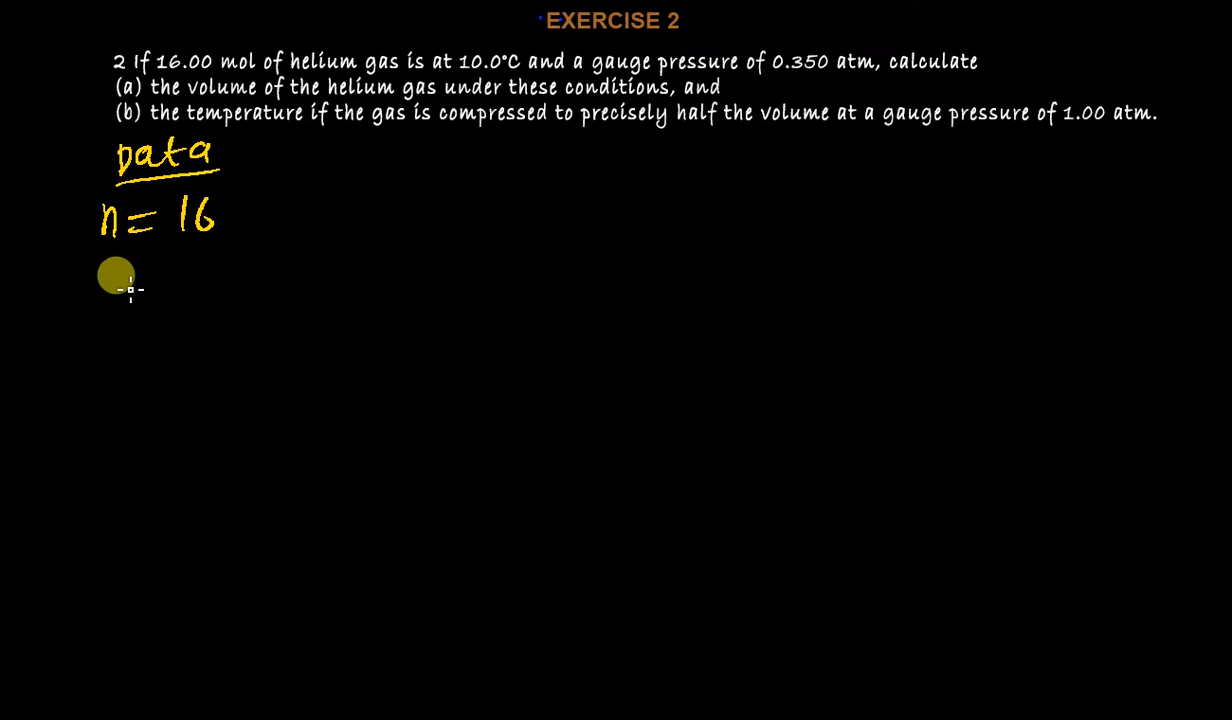 EXERCISE 2
2 If 16.00 mol of helium gas is at 10.0°C and a gauge pressure of 0.350 atm, calculate
(a) the volume of the helium gas under these conditions, and
(b) the temperature if the gas is compressed to precisely half the volume at a gauge pressure of 1.00 atm.
Data
n = 16